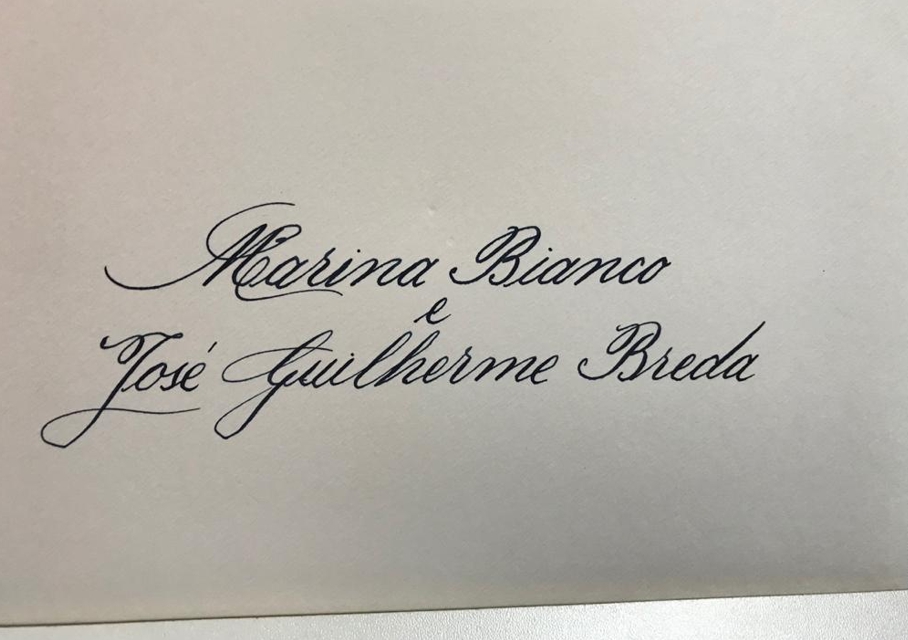 Marina Bianco
e
José Guilherme Breda